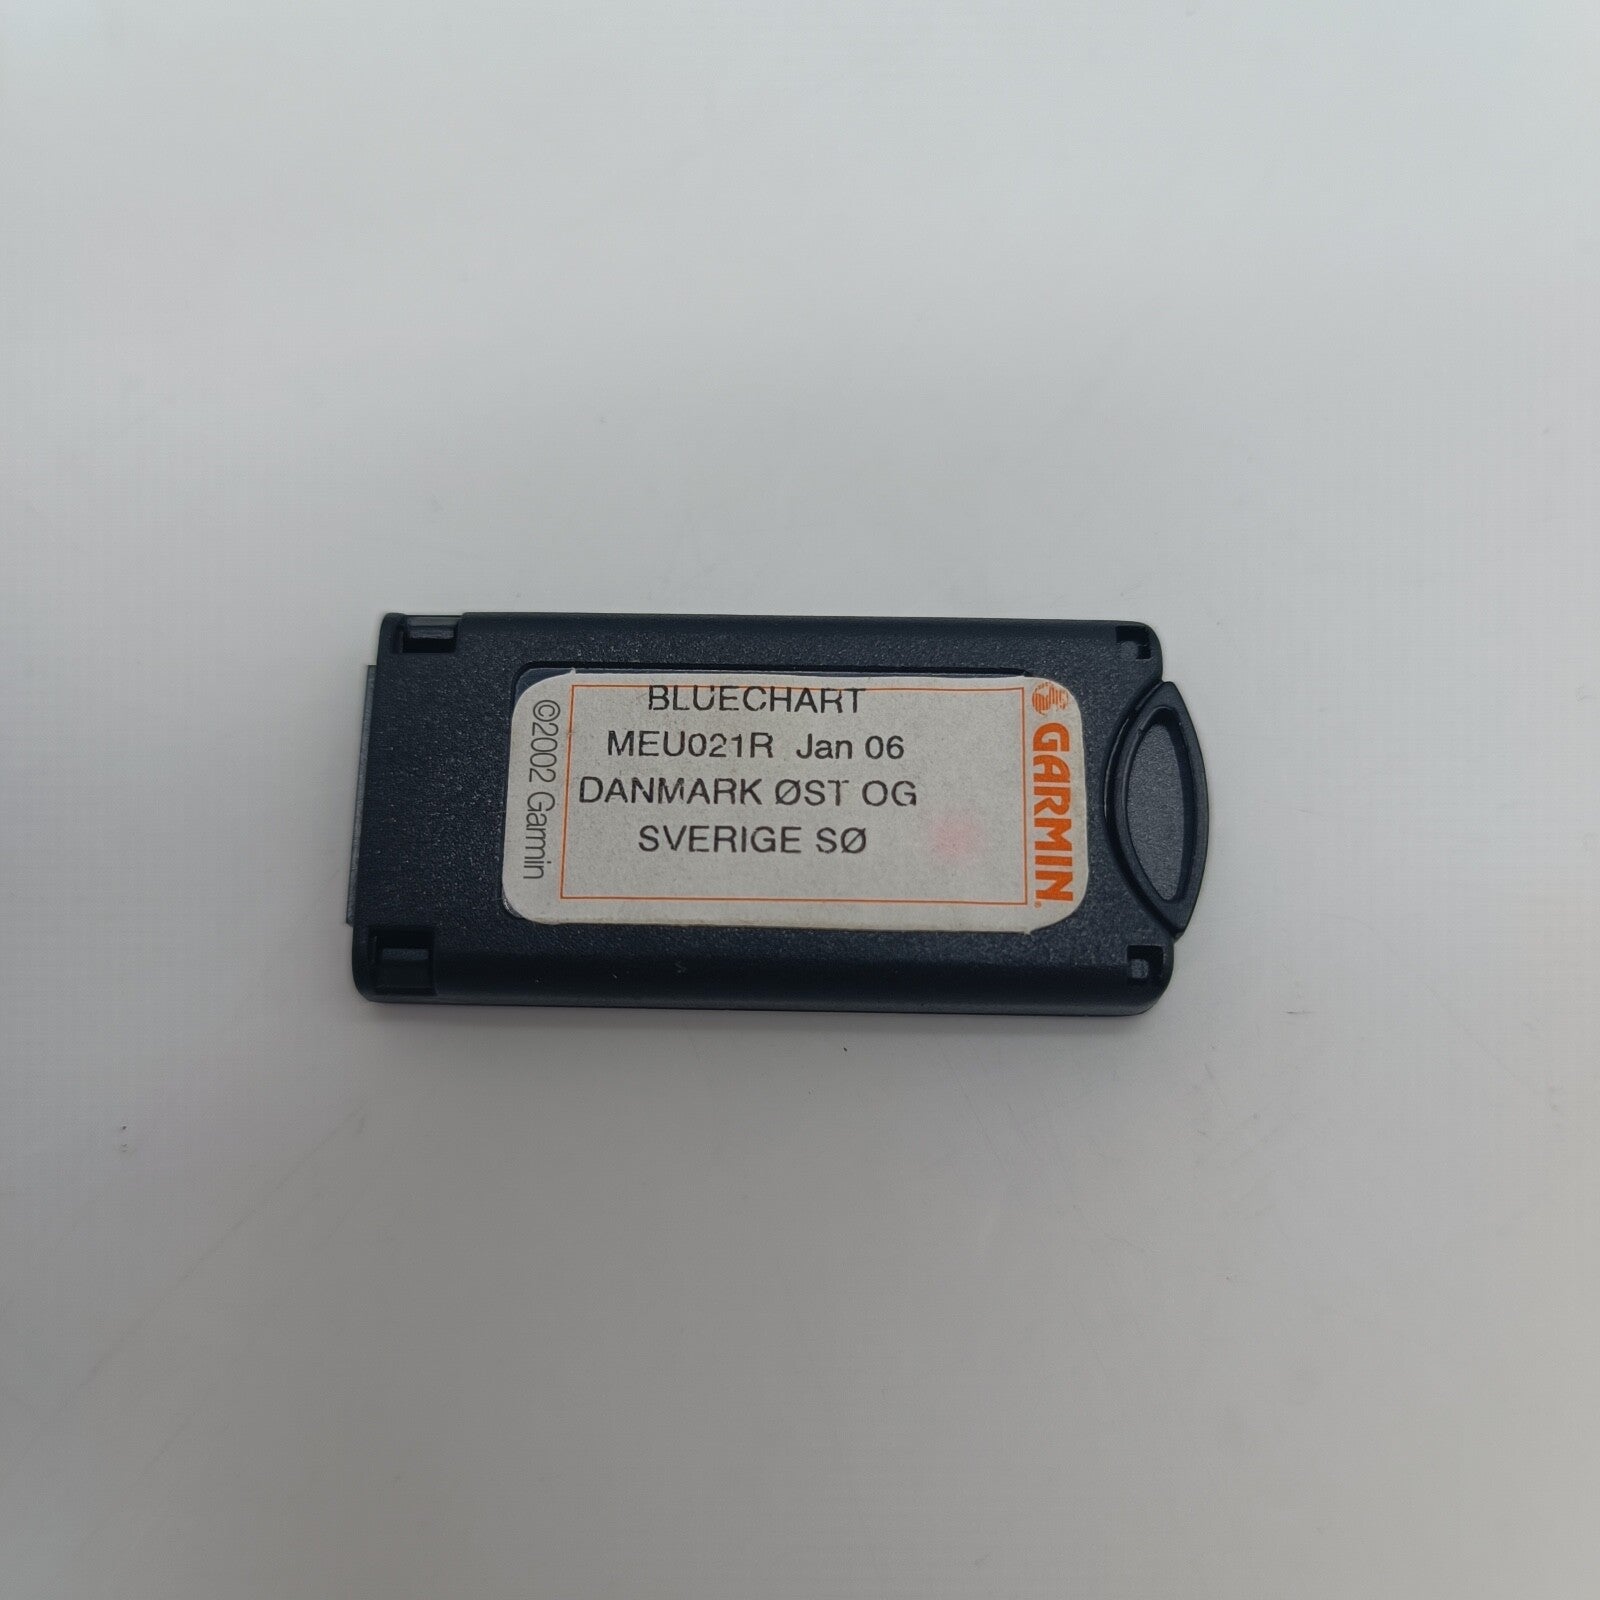 BLUECHART
MEU021R Jan 06
DANMARK ØST OG
SVERIGE SØ
©2002 Garmin
GARMIN®